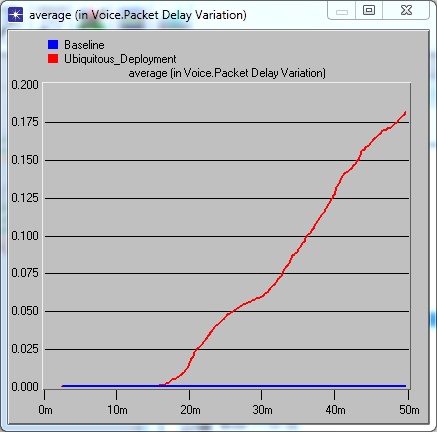 average (in Voice.Packet Delay Variation)
Baseline
Ubiquitous_Deployment
average (in Voice.Packet Delay Variation)
0.200
0.175
0.150
0.125
0.100
0.075
0.050
0.025
0.000
0m 10m 20m 30m 40m 50m